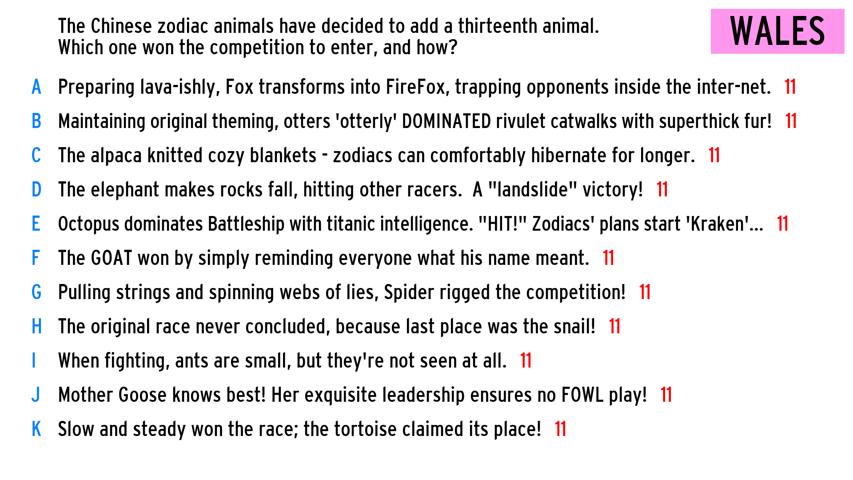 The Chinese zodiac animals have decided to add a thirteenth animal.
Which one won the competition to enter, and how?
WALES
A Preparing lava-ishly, Fox transforms into FireFox, trapping opponents inside the inter-net. 11
B Maintaining original theming, otters 'otterly' DOMINATED rivulet catwalks with superthick fur! 11
C The alpaca knitted cozy blankets - zodiacs can comfortably hibernate for longer. 11
D The elephant makes rocks fall, hitting other racers. A "landslide" victory! 11
E Octopus dominates Battleship with titanic intelligence. "HIT!" Zodiacs' plans start 'Kraken'... 11
F The GOAT won by simply reminding everyone what his name meant. 11
G Pulling strings and spinning webs of lies, Spider rigged the competition! 11
H The original race never concluded, because last place was the snail! 11
I When fighting, ants are small, but they're not seen at all. 11
J Mother Goose knows best! Her exquisite leadership ensures no FOWL play! 11
K Slow and steady won the race; the tortoise claimed its place! 11